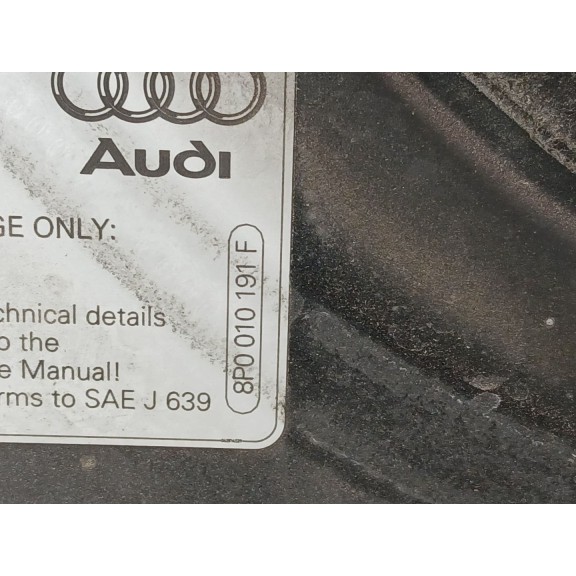 Audi
GE ONLY:
chnical details
o the
e Manual!
rms to SAE J 639
8P0 010 191 F